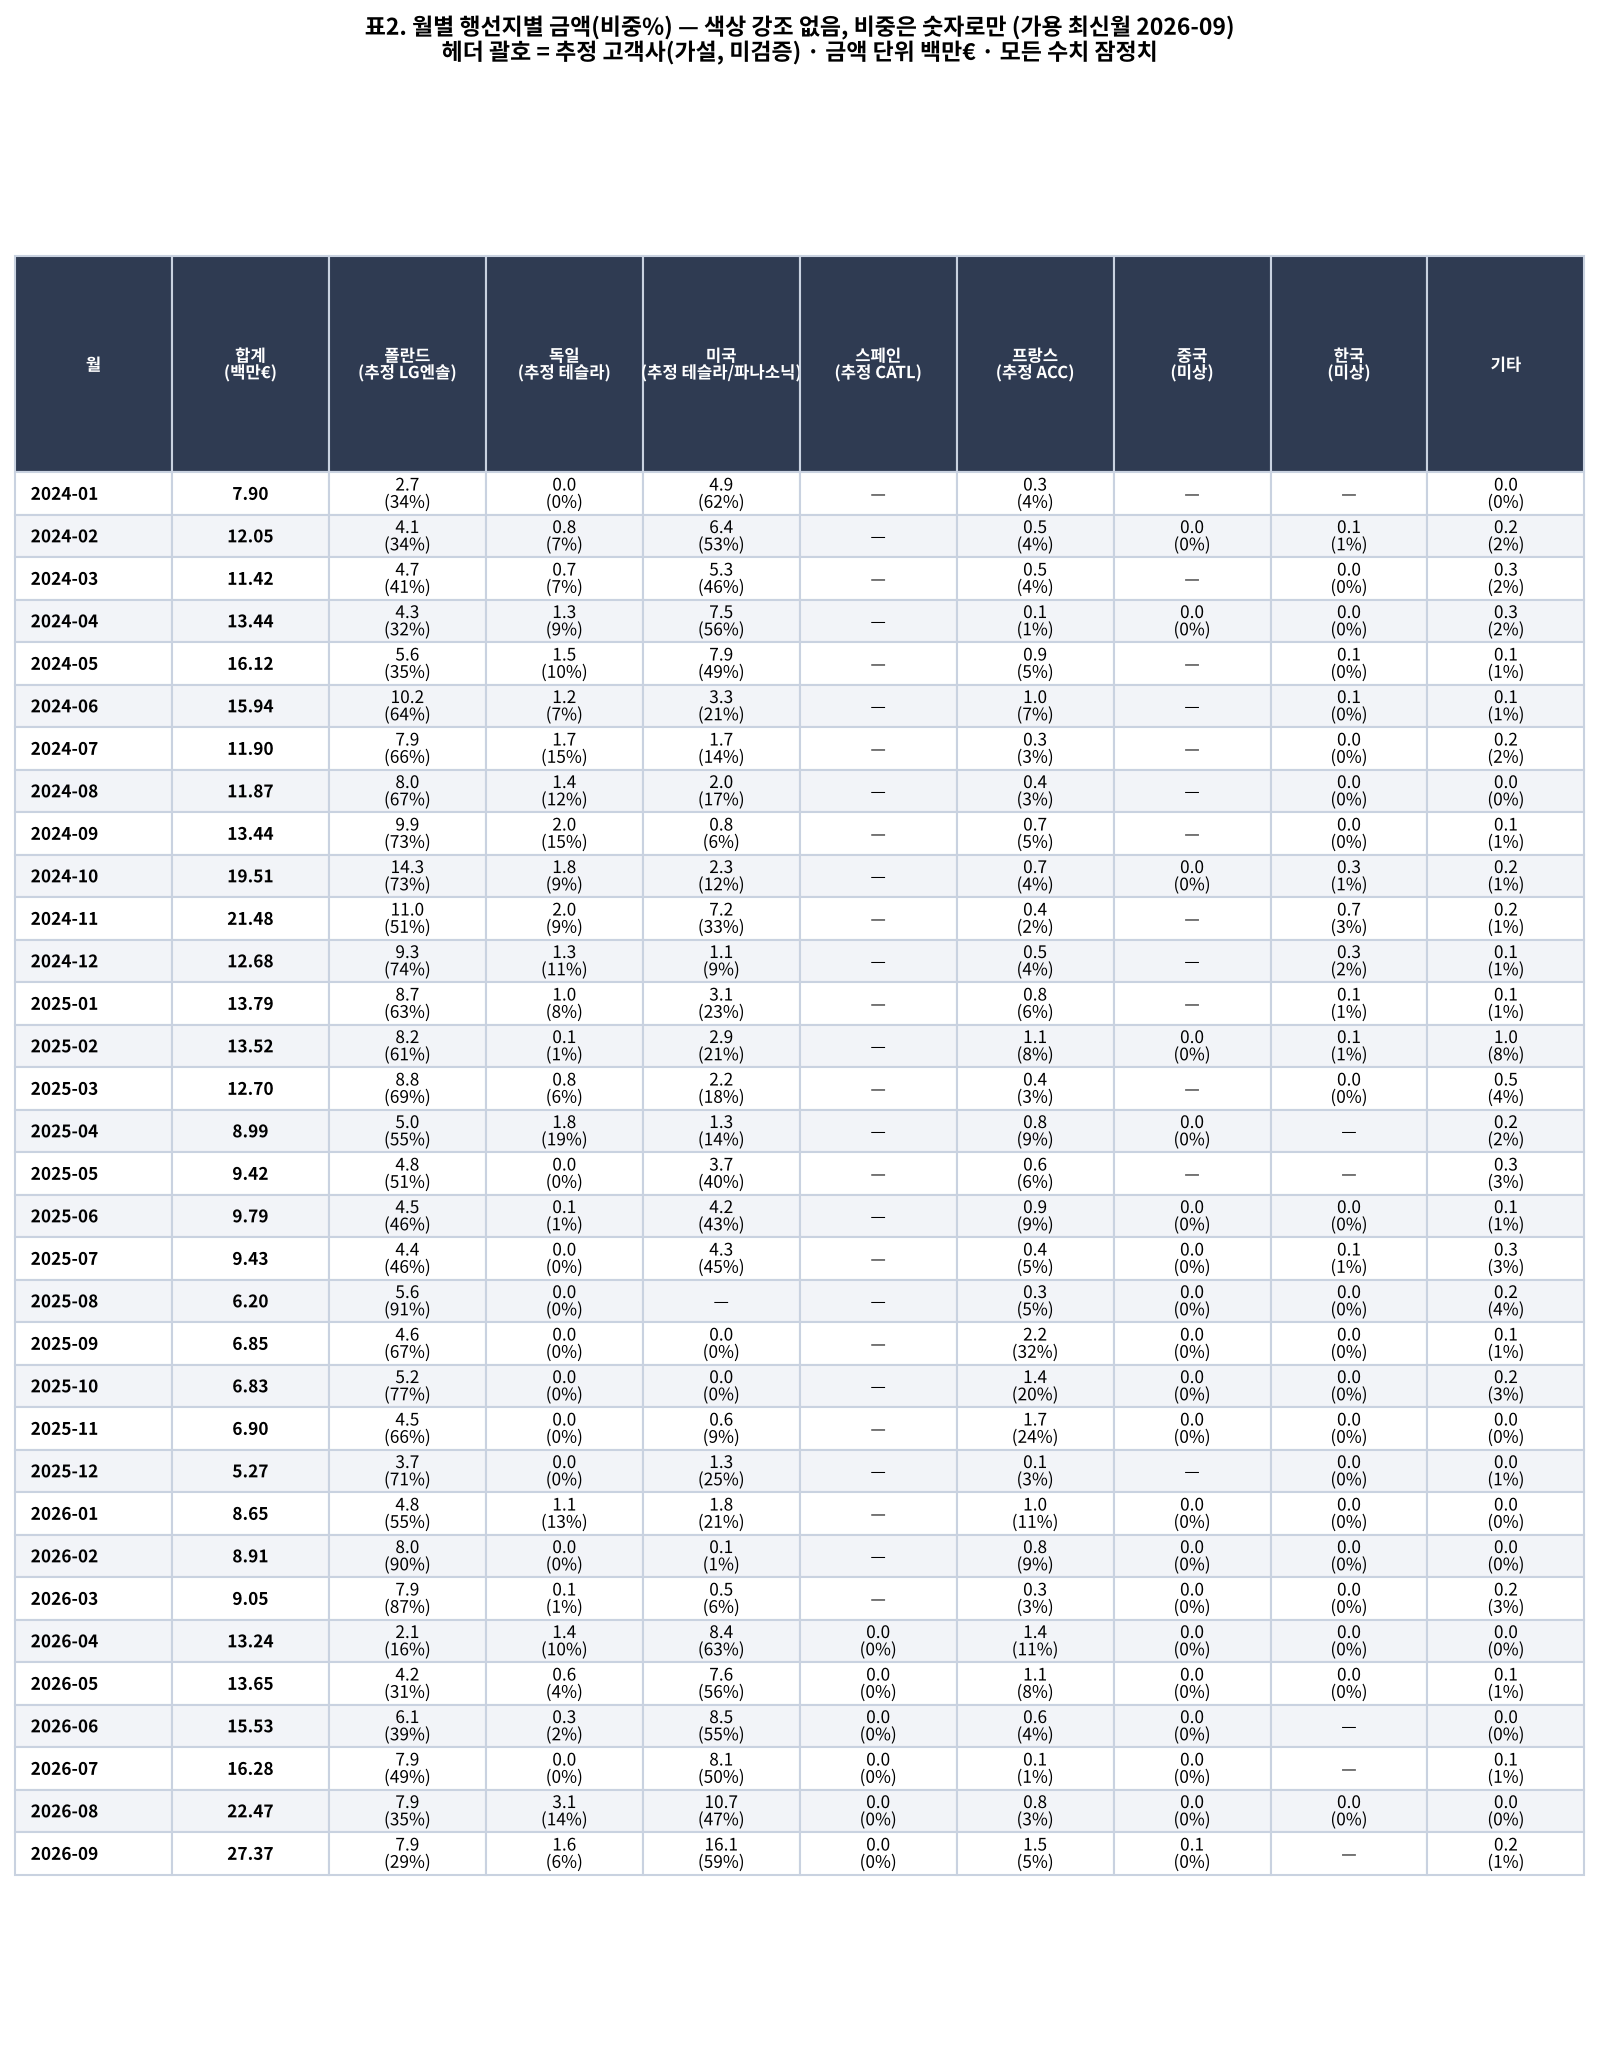 표2. 월별 행선지별 금액(비중%) — 색상 강조 없음, 비중은 숫자로만 (가용 최신월 2026-09)
헤더 괄호 = 추정 고객사(가설, 미검증) · 금액 단위 백만€ · 모든 수치 잠정치
월 합계 (백만€) 폴란드 (추정 LG엔솔) 독일 (추정 테슬라) 미국 (추정 테슬라/파나소닉) 스페인 (추정 CATL) 프랑스 (추정 ACC) 중국 (미상) 한국 (미상) 기타
2024-01 7.90 2.7 (34%) 0.0 (0%) 4.9 (62%) — 0.3 (4%) — — 0.0 (0%)
2024-02 12.05 4.1 (34%) 0.8 (7%) 6.4 (53%) — 0.5 (4%) 0.0 (0%) 0.1 (1%) 0.2 (2%)
2024-03 11.42 4.7 (41%) 0.7 (7%) 5.3 (46%) — 0.5 (4%) — 0.0 (0%) 0.3 (2%)
2024-04 13.44 4.3 (32%) 1.3 (9%) 7.5 (56%) — 0.1 (1%) 0.0 (0%) 0.0 (0%) 0.3 (2%)
2024-05 16.12 5.6 (35%) 1.5 (10%) 7.9 (49%) — 0.9 (5%) — 0.1 (0%) 0.1 (1%)
2024-06 15.94 10.2 (64%) 1.2 (7%) 3.3 (21%) — 1.0 (7%) — 0.1 (0%) 0.1 (1%)
2024-07 11.90 7.9 (66%) 1.7 (15%) 1.7 (14%) — 0.3 (3%) — 0.0 (0%) 0.2 (2%)
2024-08 11.87 8.0 (67%) 1.4 (12%) 2.0 (17%) — 0.4 (3%) — 0.0 (0%) 0.0 (0%)
2024-09 13.44 9.9 (73%) 2.0 (15%) 0.8 (6%) — 0.7 (5%) — 0.0 (0%) 0.1 (1%)
2024-10 19.51 14.3 (73%) 1.8 (9%) 2.3 (12%) — 0.7 (4%) 0.0 (0%) 0.3 (1%) 0.2 (1%)
2024-11 21.48 11.0 (51%) 2.0 (9%) 7.2 (33%) — 0.4 (2%) — 0.7 (3%) 0.2 (1%)
2024-12 12.68 9.3 (74%) 1.3 (11%) 1.1 (9%) — 0.5 (4%) — 0.3 (2%) 0.1 (1%)
2025-01 13.79 8.7 (63%) 1.0 (8%) 3.1 (23%) — 0.8 (6%) — 0.1 (1%) 0.1 (1%)
2025-02 13.52 8.2 (61%) 0.1 (1%) 2.9 (21%) — 1.1 (8%) 0.0 (0%) 0.1 (1%) 1.0 (8%)
2025-03 12.70 8.8 (69%) 0.8 (6%) 2.2 (18%) — 0.4 (3%) — 0.0 (0%) 0.5 (4%)
2025-04 8.99 5.0 (55%) 1.8 (19%) 1.3 (14%) — 0.8 (9%) 0.0 (0%) — 0.2 (2%)
2025-05 9.42 4.8 (51%) 0.0 (0%) 3.7 (40%) — 0.6 (6%) — — 0.3 (3%)
2025-06 9.79 4.5 (46%) 0.1 (1%) 4.2 (43%) — 0.9 (9%) 0.0 (0%) 0.0 (0%) 0.1 (1%)
2025-07 9.43 4.4 (46%) 0.0 (0%) 4.3 (45%) — 0.4 (5%) 0.0 (0%) 0.1 (1%) 0.3 (3%)
2025-08 6.20 5.6 (91%) 0.0 (0%) — — 0.3 (5%) 0.0 (0%) 0.0 (0%) 0.2 (4%)
2025-09 6.85 4.6 (67%) 0.0 (0%) 0.0 (0%) — 2.2 (32%) 0.0 (0%) 0.0 (0%) 0.1 (1%)
2025-10 6.83 5.2 (77%) 0.0 (0%) 0.0 (0%) — 1.4 (20%) 0.0 (0%) 0.0 (0%) 0.2 (3%)
2025-11 6.90 4.5 (66%) 0.0 (0%) 0.6 (9%) — 1.7 (24%) 0.0 (0%) 0.0 (0%) 0.0 (0%)
2025-12 5.27 3.7 (71%) 0.0 (0%) 1.3 (25%) — 0.1 (3%) — 0.0 (0%) 0.0 (1%)
2026-01 8.65 4.8 (55%) 1.1 (13%) 1.8 (21%) — 1.0 (11%) 0.0 (0%) 0.0 (0%) 0.0 (0%)
2026-02 8.91 8.0 (90%) 0.0 (0%) 0.1 (1%) — 0.8 (9%) 0.0 (0%) 0.0 (0%) 0.0 (0%)
2026-03 9.05 7.9 (87%) 0.1 (1%) 0.5 (6%) — 0.3 (3%) 0.0 (0%) 0.0 (0%) 0.2 (3%)
2026-04 13.24 2.1 (16%) 1.4 (10%) 8.4 (63%) 0.0 (0%) 1.4 (11%) 0.0 (0%) 0.0 (0%) 0.0 (0%)
2026-05 13.65 4.2 (31%) 0.6 (4%) 7.6 (56%) 0.0 (0%) 1.1 (8%) 0.0 (0%) 0.0 (0%) 0.1 (1%)
2026-06 15.53 6.1 (39%) 0.3 (2%) 8.5 (55%) 0.0 (0%) 0.6 (4%) 0.0 (0%) — 0.0 (0%)
2026-07 16.28 7.9 (49%) 0.0 (0%) 8.1 (50%) 0.0 (0%) 0.1 (1%) 0.0 (0%) — 0.1 (1%)
2026-08 22.47 7.9 (35%) 3.1 (14%) 10.7 (47%) 0.0 (0%) 0.8 (3%) 0.0 (0%) 0.0 (0%) 0.0 (0%)
2026-09 27.37 7.9 (29%) 1.6 (6%) 16.1 (59%) 0.0 (0%) 1.5 (5%) 0.1 (0%) — 0.2 (1%)